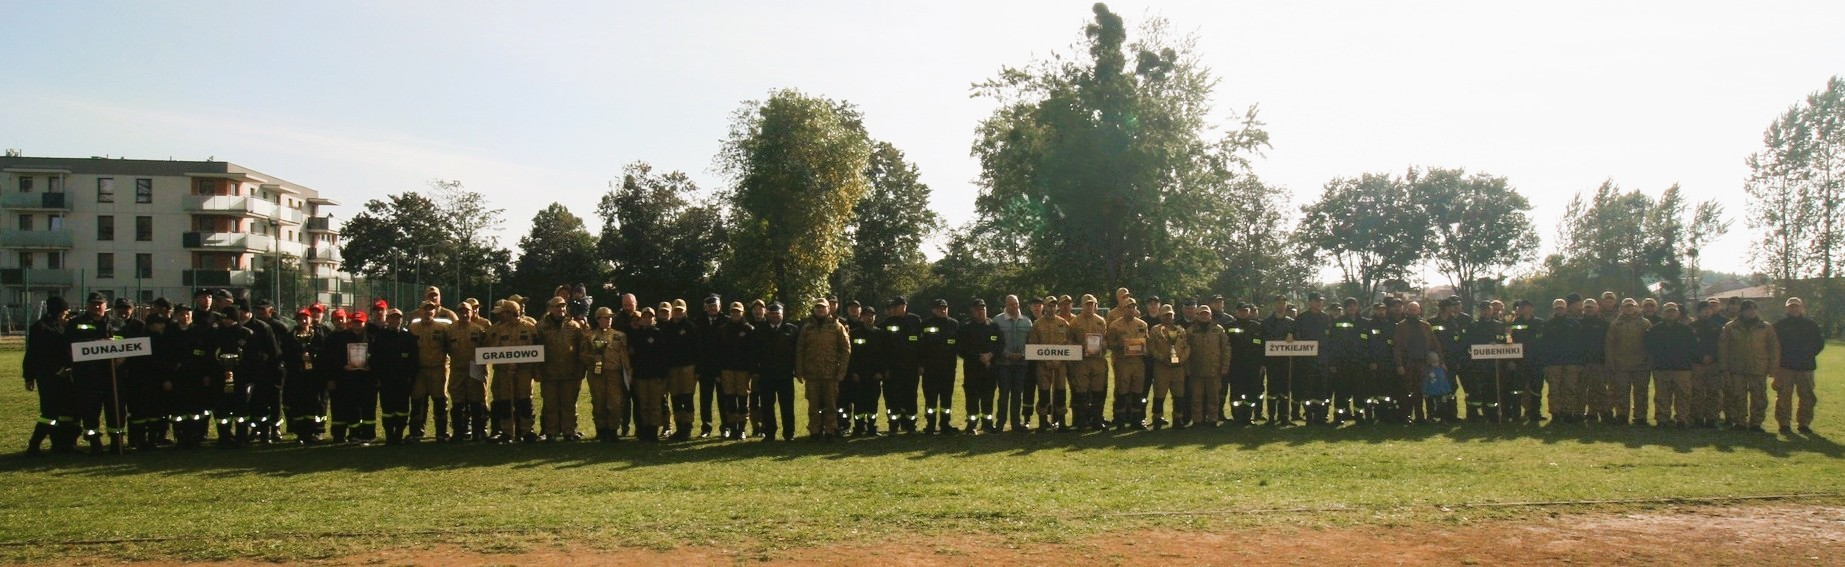 DUNAJEK
GRABOWO
GÓRNE
ŻYTKIEJMY
DUBENINKI